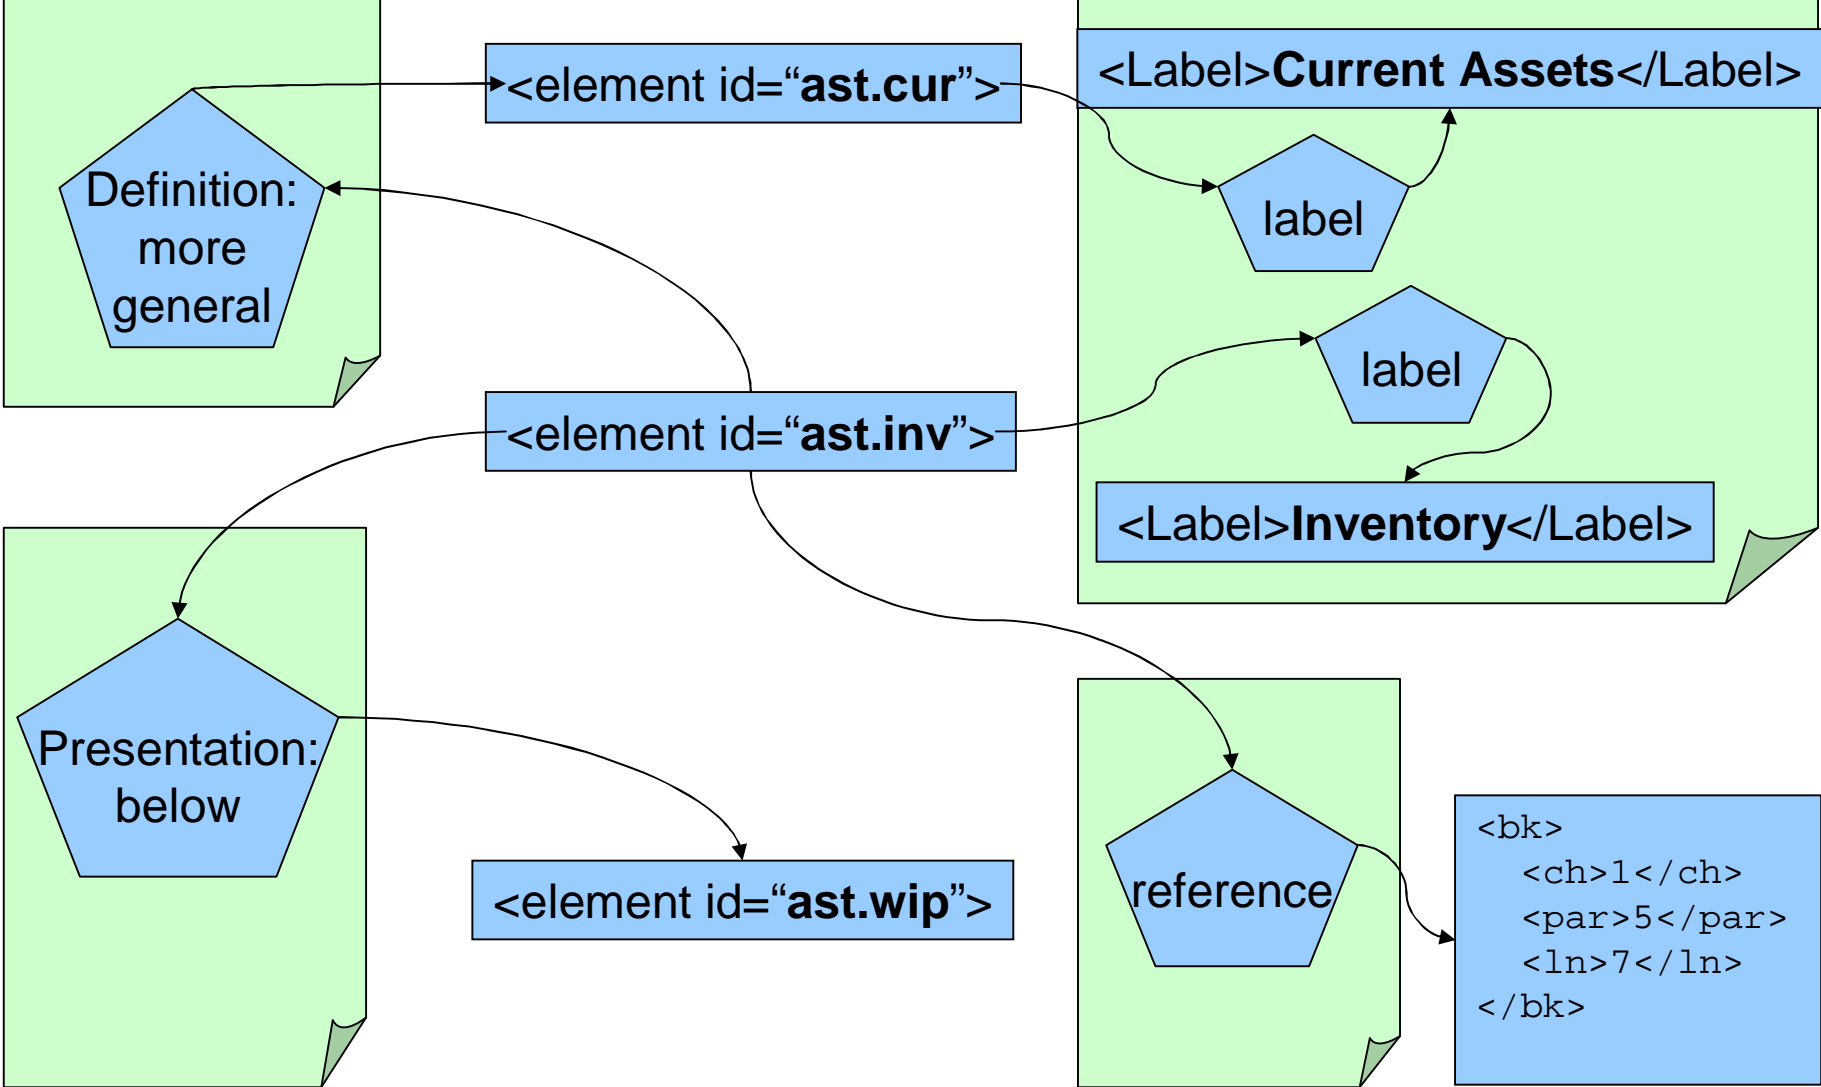 <element id=“ast.cur”>
<Label>Current Assets</Label>
Definition:
more
general
label
label
<element id=“ast.inv”>
<Label>Inventory</Label>
Presentation:
below
<element id=“ast.wip”>
reference
<bk>
<ch>1</ch>
<par>5</par>
<ln>7</ln>
</bk>